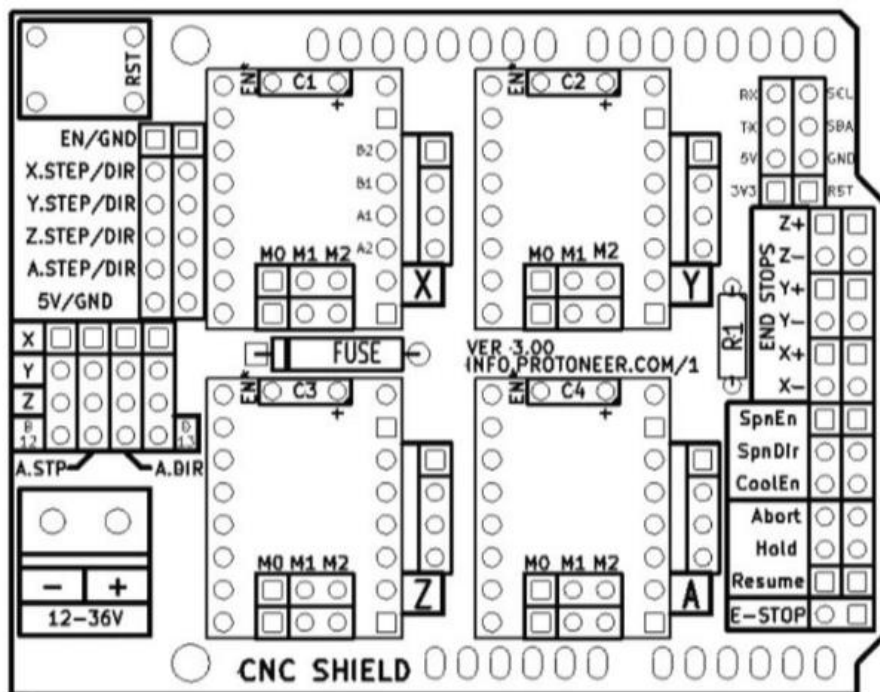 RST
EN/GND
X.STEP/DIR
Y.STEP/DIR
Z.STEP/DIR
A.STEP/DIR
5V/GND
X
Y
Z
B
12
D
13
A.STP
A.DIR
- +
12-36V
EN*
C1
+
B2
B1
A1
A2
M0 M1 M2
X
EN*
C2
+
M0 M1 M2
Y
FUSE
VER 3.00
INFO.PROTONEER.COM/1
EN*
C3
+
M0 M1 M2
Z
EN*
C4
+
M0 M1 M2
A
R1
RX SCL
TX SDA
5V GND
3V3 RST
END STOPS
Z+
Z-
Y+
Y-
X+
X-
SpnEn
SpnDir
CoolEn
Abort
Hold
Resume
E-STOP
CNC SHIELD